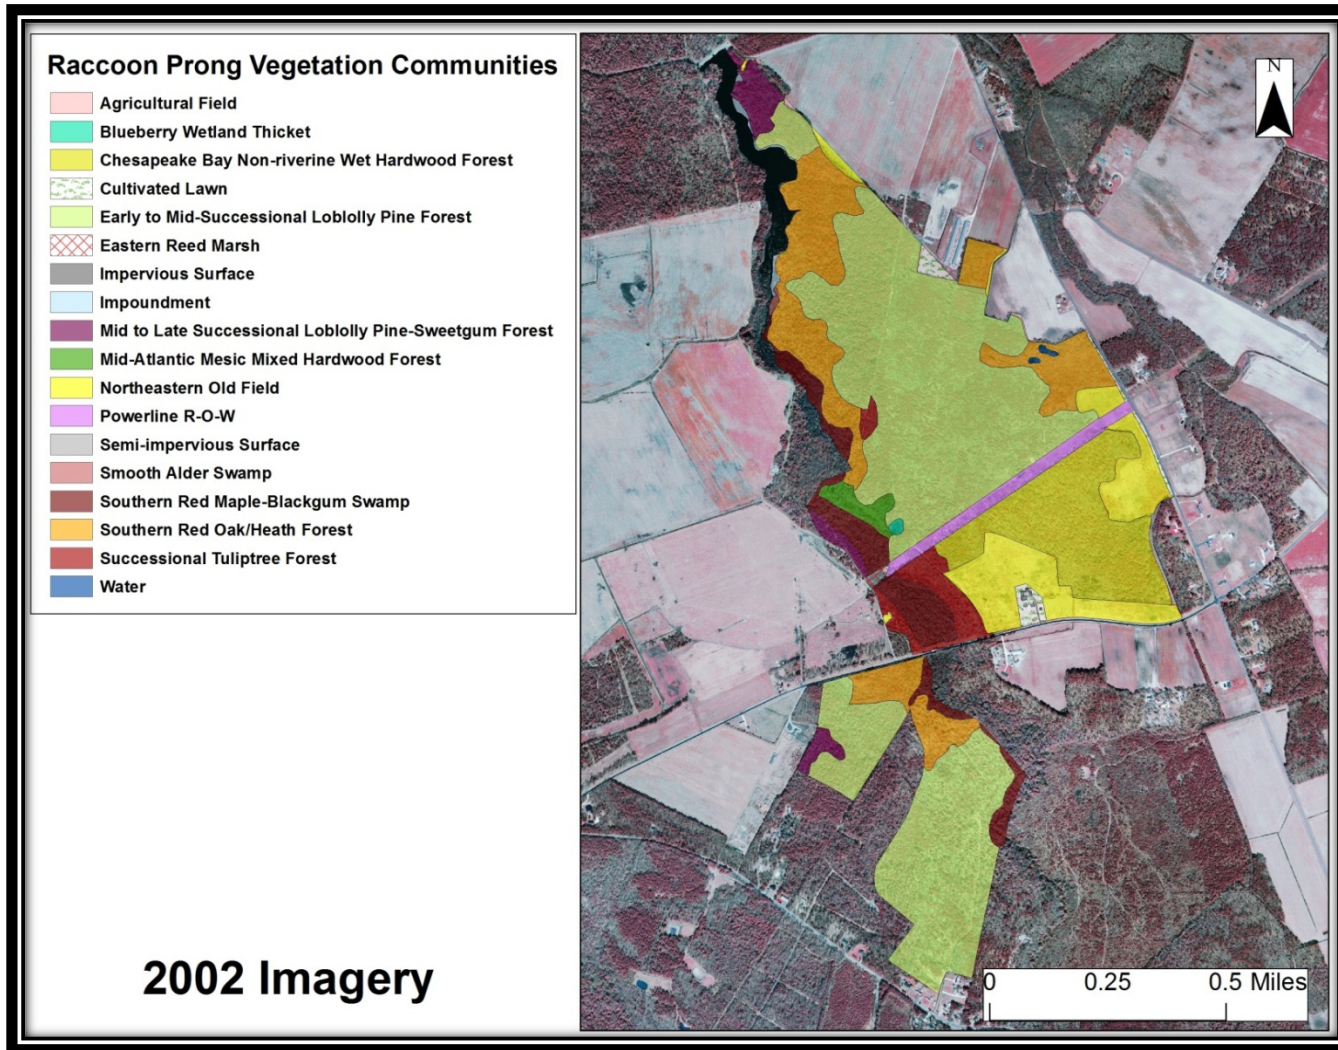 Raccoon Prong Vegetation Communities
Agricultural Field
Blueberry Wetland Thicket
Chesapeake Bay Non-riverine Wet Hardwood Forest
Cultivated Lawn
Early to Mid-Successional Loblolly Pine Forest
Eastern Reed Marsh
Impervious Surface
Impoundment
Mid to Late Successional Loblolly Pine-Sweetgum Forest
Mid-Atlantic Mesic Mixed Hardwood Forest
Northeastern Old Field
Powerline R-O-W
Semi-impervious Surface
Smooth Alder Swamp
Southern Red Maple-Blackgum Swamp
Southern Red Oak/Heath Forest
Successional Tuliptree Forest
Water
2002 Imagery
N
0 0.25 0.5 Miles